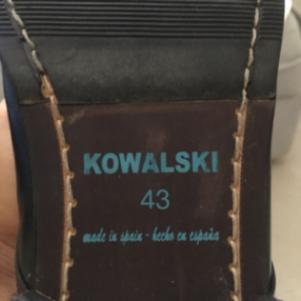 KOWALSKI
43
made in spain - hecho en españa